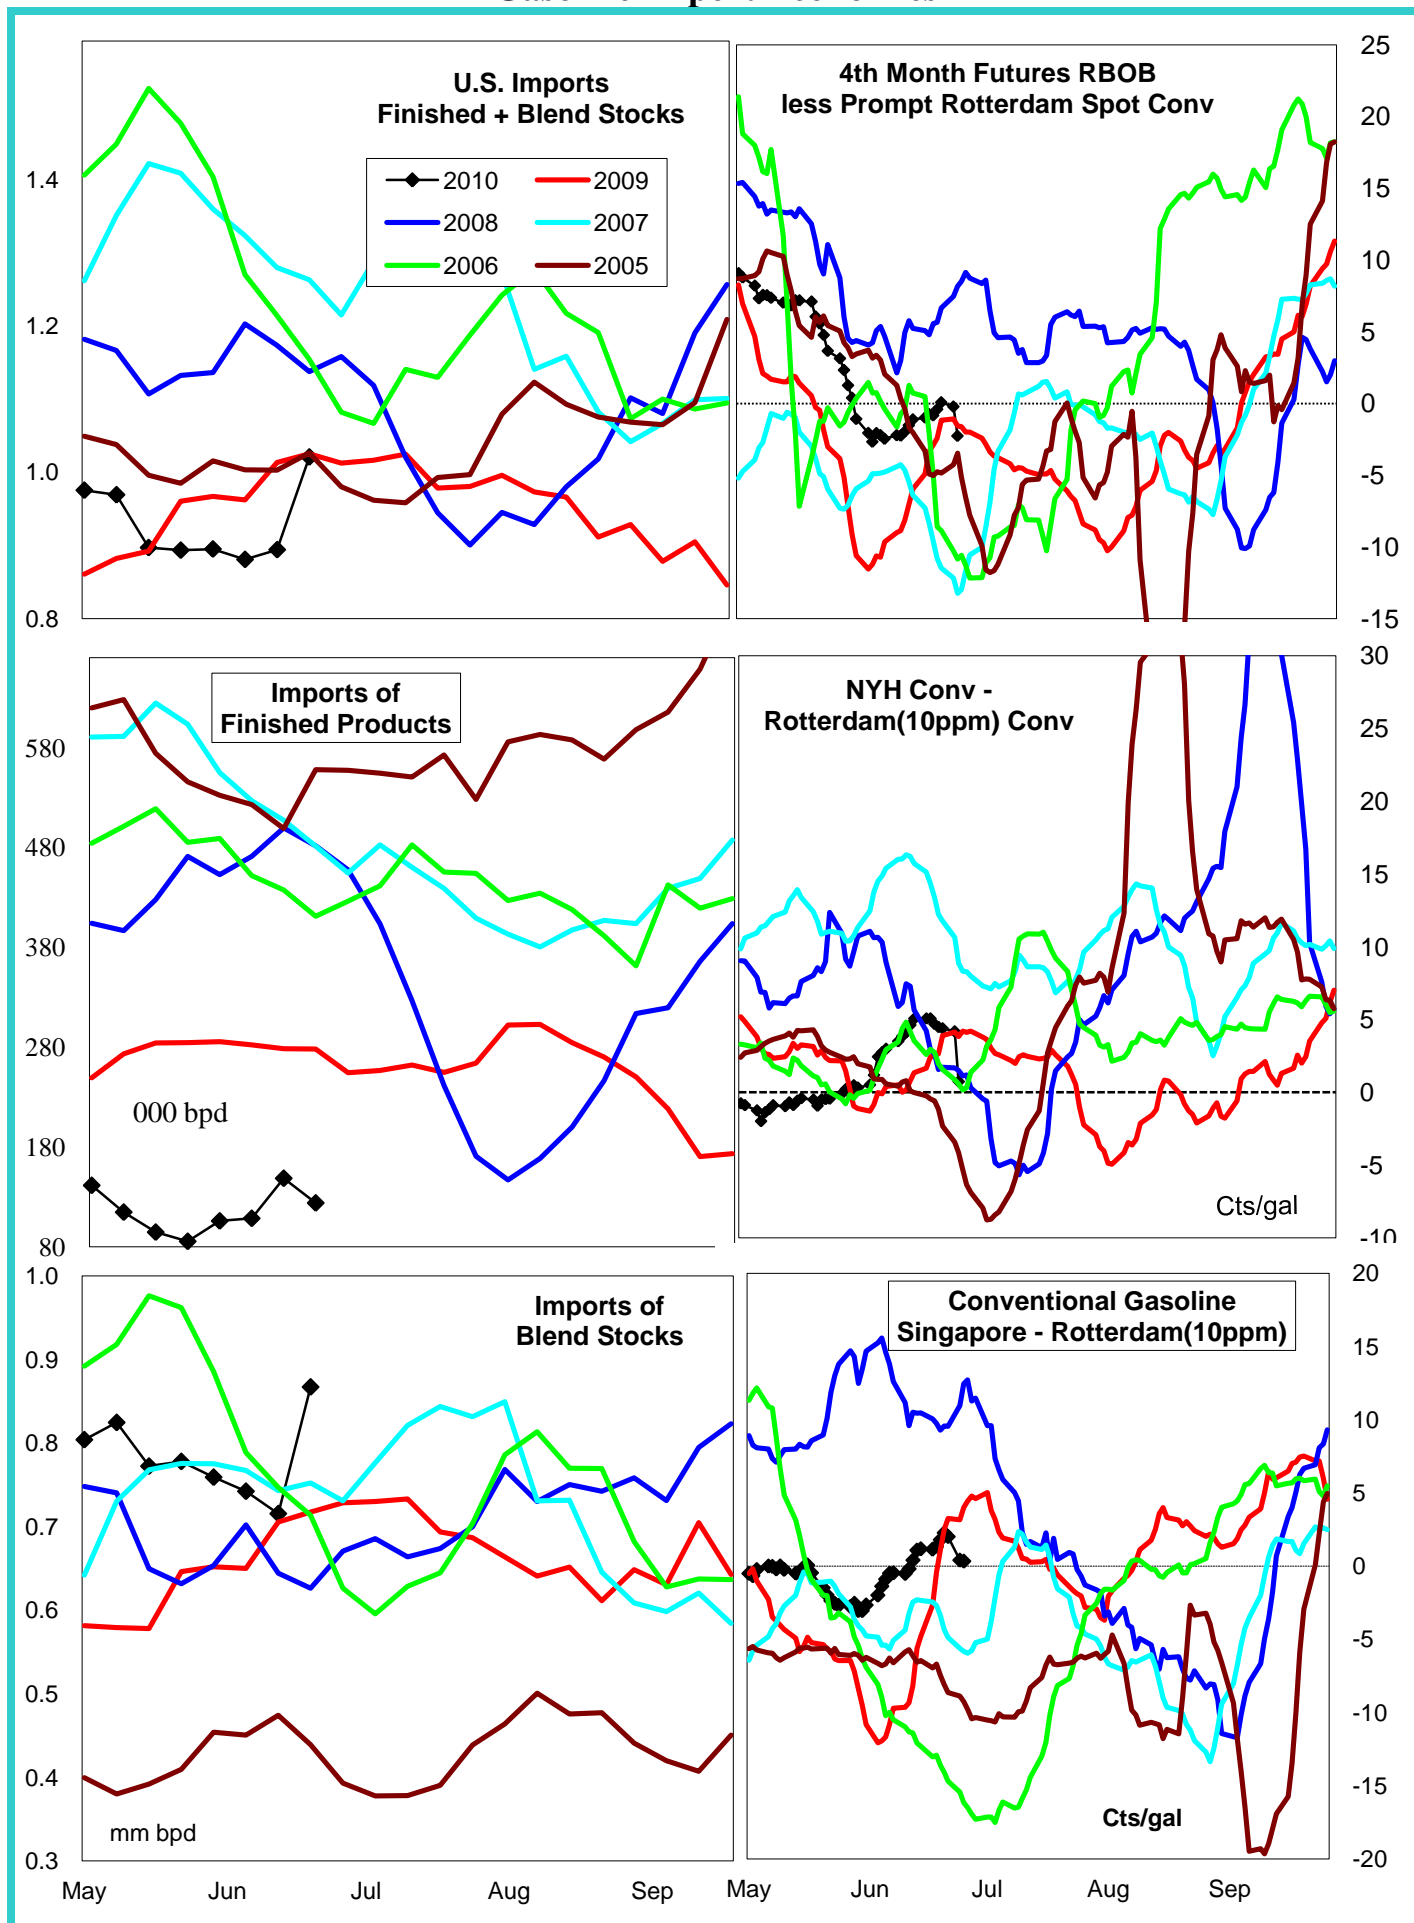 U.S. Imports
Finished + Blend Stocks
2010
2009
2008
2007
2006
2005
1.4
1.2
1.0
0.8
4th Month Futures RBOB
less Prompt Rotterdam Spot Conv
25
20
15
10
5
0
-5
-10
-15
Imports of
Finished Products
580
480
380
280
180
80
000 bpd
NYH Conv -
Rotterdam(10ppm) Conv
30
25
20
15
10
5
0
-5
-10
Cts/gal
Imports of
Blend Stocks
1.0
0.9
0.8
0.7
0.6
0.5
0.4
0.3
mm bpd
May
Jun
Jul
Aug
Sep
Conventional Gasoline
Singapore - Rotterdam(10ppm)
20
15
10
5
0
-5
-10
-15
-20
Cts/gal
May
Jun
Jul
Aug
Sep